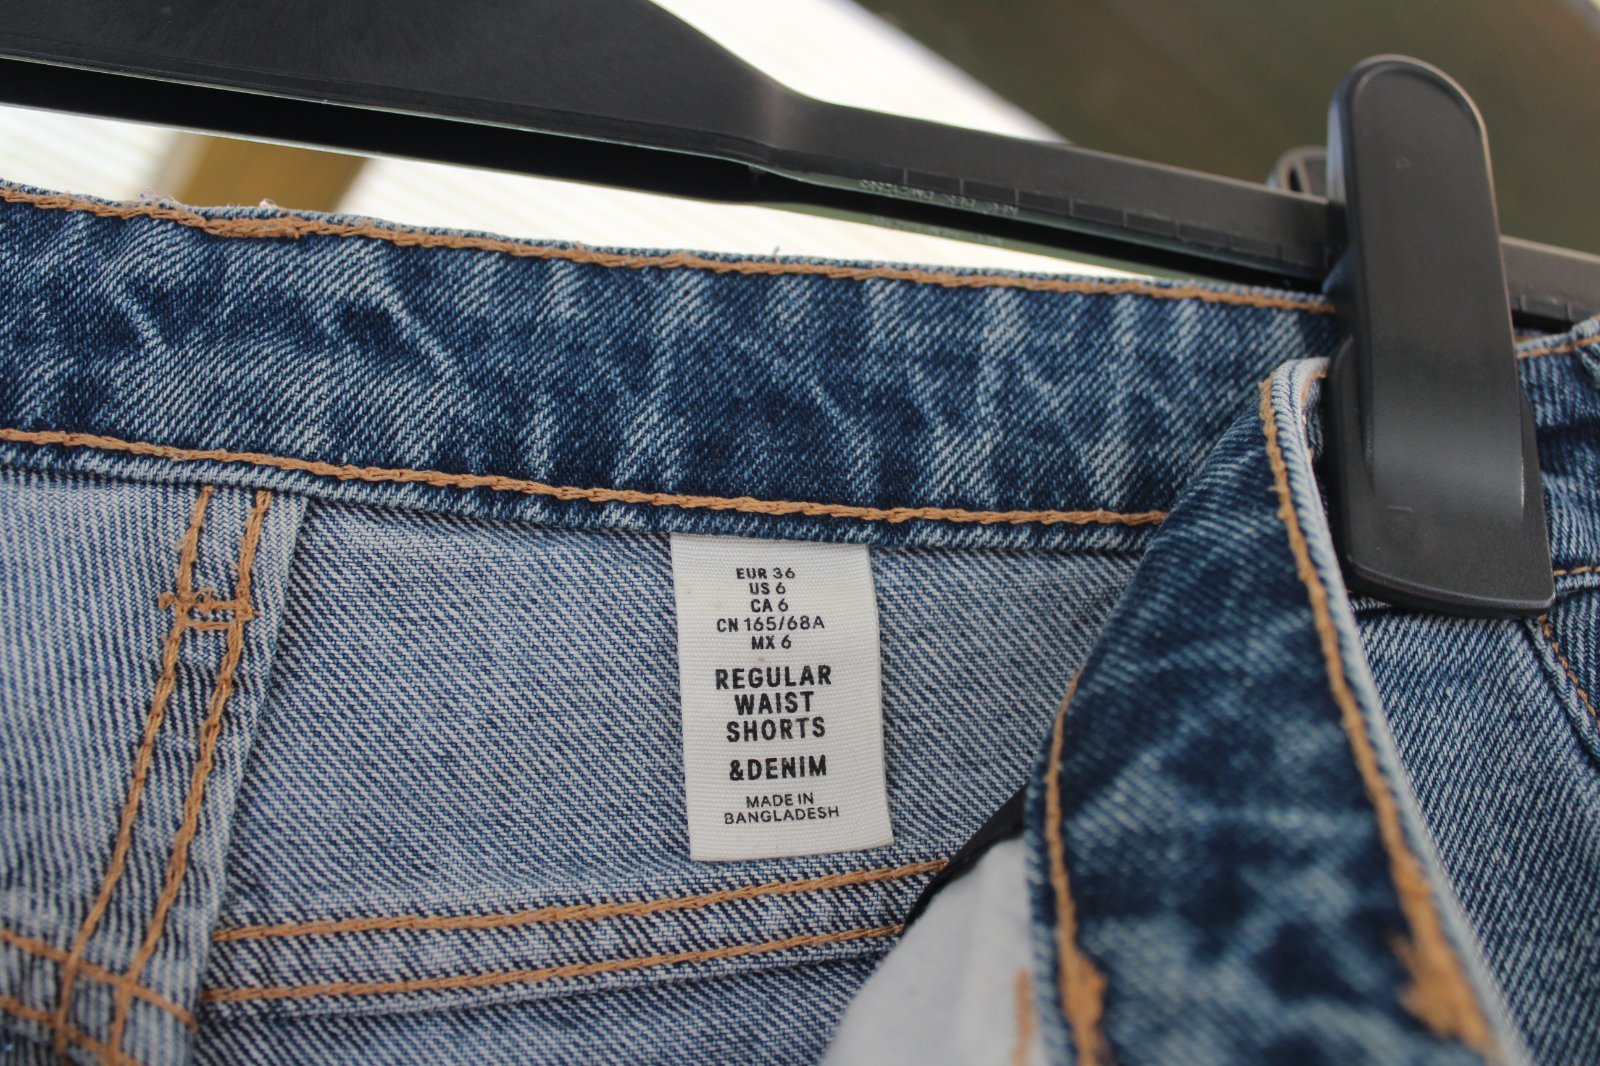 EUR 36
US 6
CA 6
CN 165/68A
MX 6
REGULAR
WAIST
SHORTS
&DENIM
MADE IN
BANGLADESH